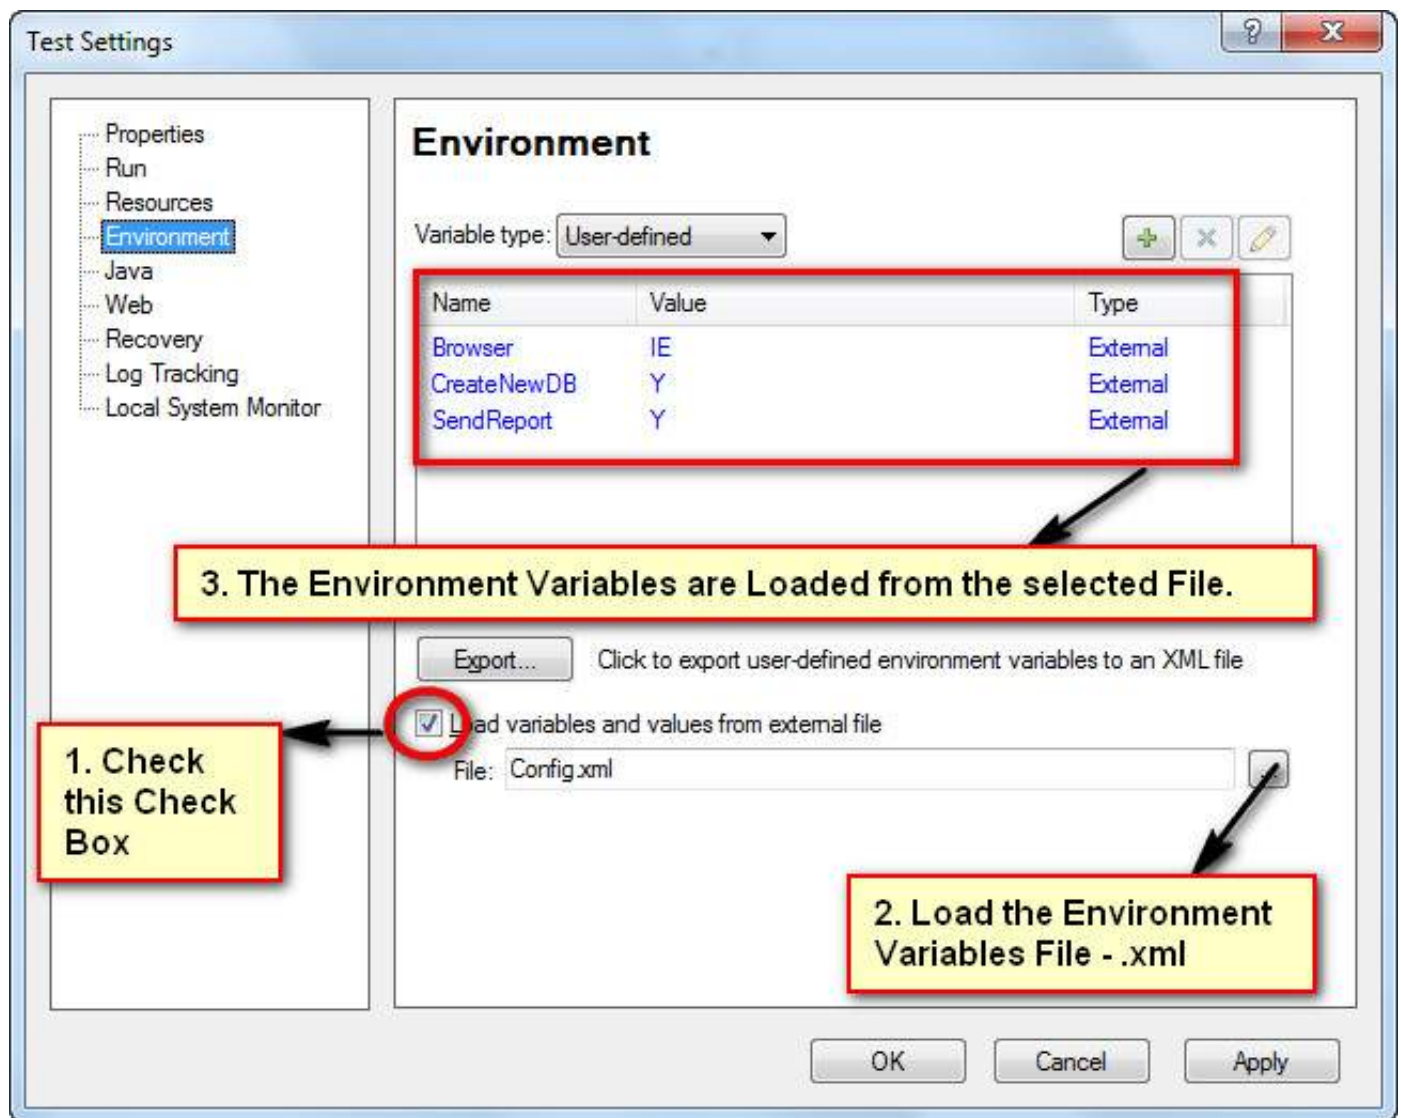 Test Settings
?
Properties
Run
Resources
Environment
Java
Web
Recovery
Log Tracking
Local System Monitor
Environment
Variable type: User-defined
Name Value Type
Browser IE External
CreateNewDB Y External
SendReport Y External
3. The Environment Variables are Loaded from the selected File.
Export... Click to export user-defined environment variables to an XML file
Load variables and values from external file
File: Config.xml
...
1. Check
this Check
Box
2. Load the Environment
Variables File - .xml
OK Cancel Apply